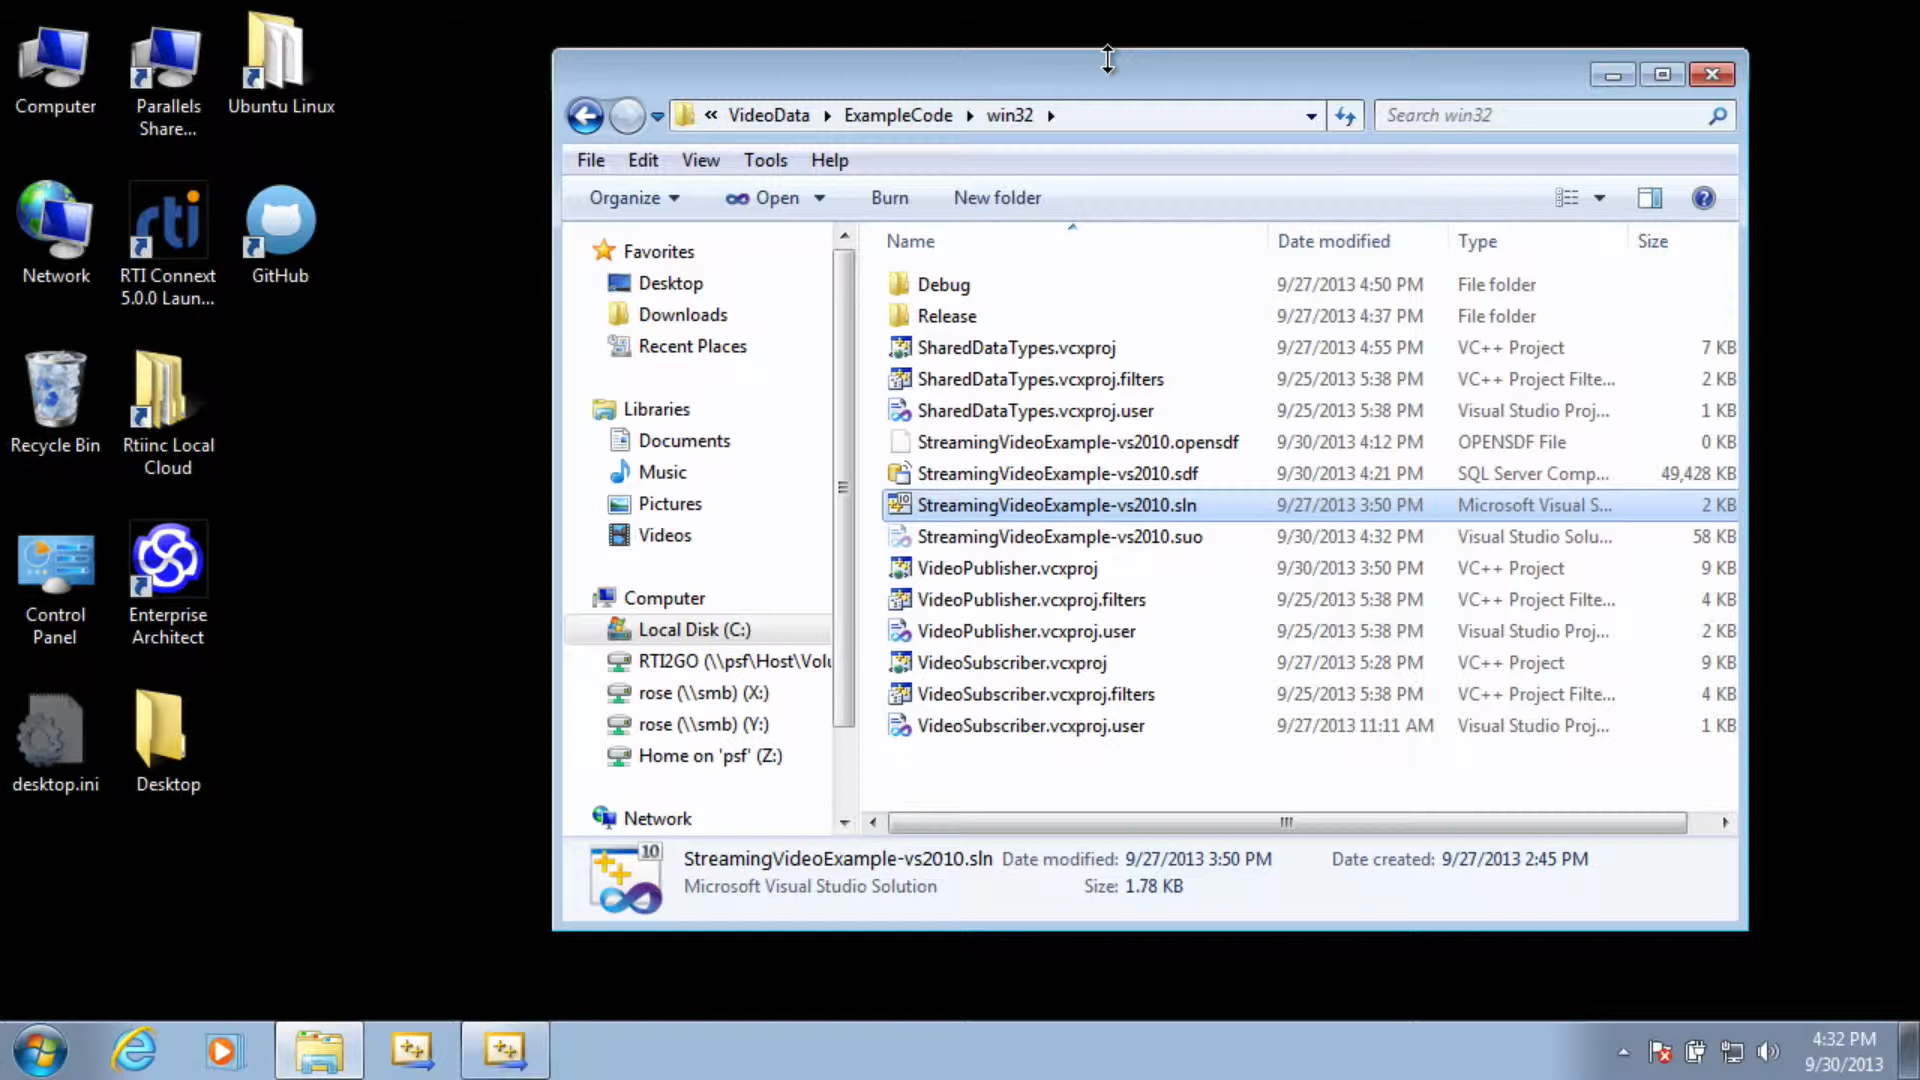 Computer
Parallels
Share...
Ubuntu Linux
Network
rti
RTI Connext
5.0.0 Laun...
GitHub
Recycle Bin
Rtiinc Local
Cloud
Control
Panel
Enterprise
Architect
desktop.ini
Desktop
« VideoData ExampleCode win32
Search win32
File Edit View Tools Help
Organize Open Burn New folder
Name Date modified Type Size
Favorites
Desktop
Downloads
Recent Places
Libraries
Documents
Music
Pictures
Videos
Computer
Local Disk (C:)
RTI2GO (\\psf\Host\Volu
rose (\\smb) (X:)
rose (\\smb) (Y:)
Home on 'psf' (Z:)
Network
Debug 9/27/2013 4:50 PM File folder
Release 9/27/2013 4:37 PM File folder
SharedDataTypes.vcxproj 9/27/2013 4:55 PM VC++ Project 7 KB
SharedDataTypes.vcxproj.filters 9/25/2013 5:38 PM VC++ Project Filte... 2 KB
SharedDataTypes.vcxproj.user 9/25/2013 5:38 PM Visual Studio Proj... 1 KB
StreamingVideoExample-vs2010.opensdf 9/30/2013 4:12 PM OPENSDF File 0 KB
StreamingVideoExample-vs2010.sdf 9/30/2013 4:21 PM SQL Server Comp... 49,428 KB
StreamingVideoExample-vs2010.sln 9/27/2013 3:50 PM Microsoft Visual S... 2 KB
StreamingVideoExample-vs2010.suo 9/30/2013 4:32 PM Visual Studio Solu... 58 KB
VideoPublisher.vcxproj 9/30/2013 3:50 PM VC++ Project 9 KB
VideoPublisher.vcxproj.filters 9/25/2013 5:38 PM VC++ Project Filte... 4 KB
VideoPublisher.vcxproj.user 9/25/2013 5:38 PM Visual Studio Proj... 2 KB
VideoSubscriber.vcxproj 9/27/2013 5:28 PM VC++ Project 9 KB
VideoSubscriber.vcxproj.filters 9/25/2013 5:38 PM VC++ Project Filte... 4 KB
VideoSubscriber.vcxproj.user 9/27/2013 11:11 AM Visual Studio Proj... 1 KB
10
StreamingVideoExample-vs2010.sln Date modified: 9/27/2013 3:50 PM Date created: 9/27/2013 2:45 PM
Microsoft Visual Studio Solution Size: 1.78 KB
4:32 PM
9/30/2013